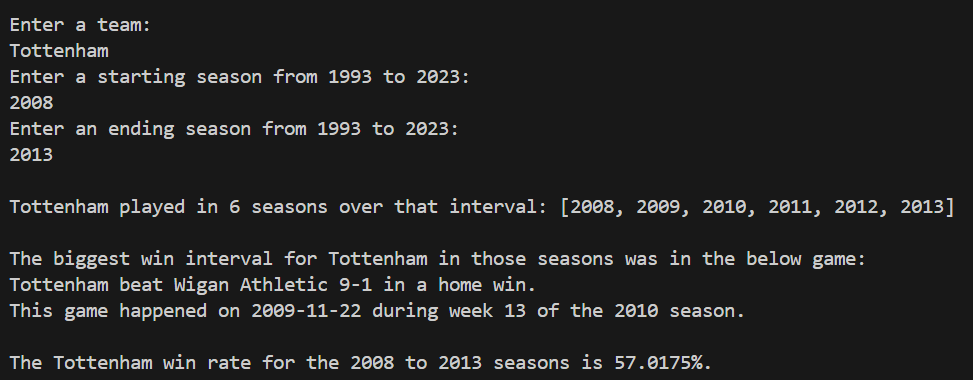 Enter a team:
Tottenham
Enter a starting season from 1993 to 2023:
2008
Enter an ending season from 1993 to 2023:
2013
Tottenham played in 6 seasons over that interval: [2008, 2009, 2010, 2011, 2012, 2013]
The biggest win interval for Tottenham in those seasons was in the below game:
Tottenham beat Wigan Athletic 9-1 in a home win.
This game happened on 2009-11-22 during week 13 of the 2010 season.
The Tottenham win rate for the 2008 to 2013 seasons is 57.0175%.